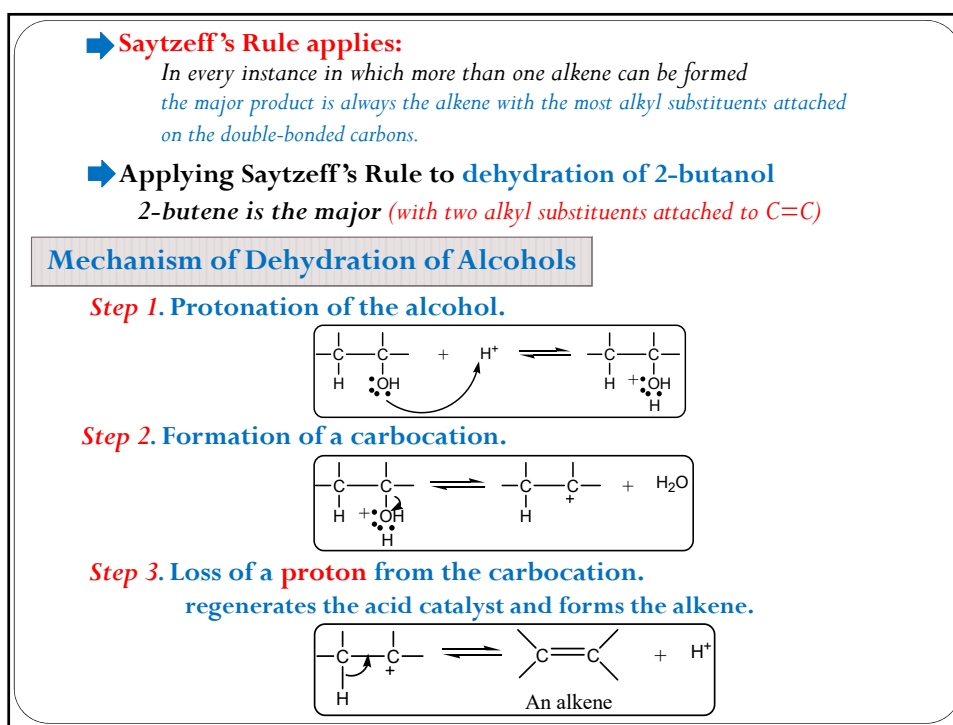 Saytzeff's Rule applies:
In every instance in which more than one alkene can be formed
the major product is always the alkene with the most alkyl substituents attached
on the double-bonded carbons.
Applying Saytzeff's Rule to dehydration of 2-butanol
2-butene is the major (with two alkyl substituents attached to C=C)
Mechanism of Dehydration of Alcohols
Step 1. Protonation of the alcohol.
C C + H⁺ C C
H OH H + OH
H
Step 2. Formation of a carbocation.
C C C C + H₂O
H + OH H +
H
Step 3. Loss of a proton from the carbocation.
regenerates the acid catalyst and forms the alkene.
C C + C C + H⁺
H An alkene